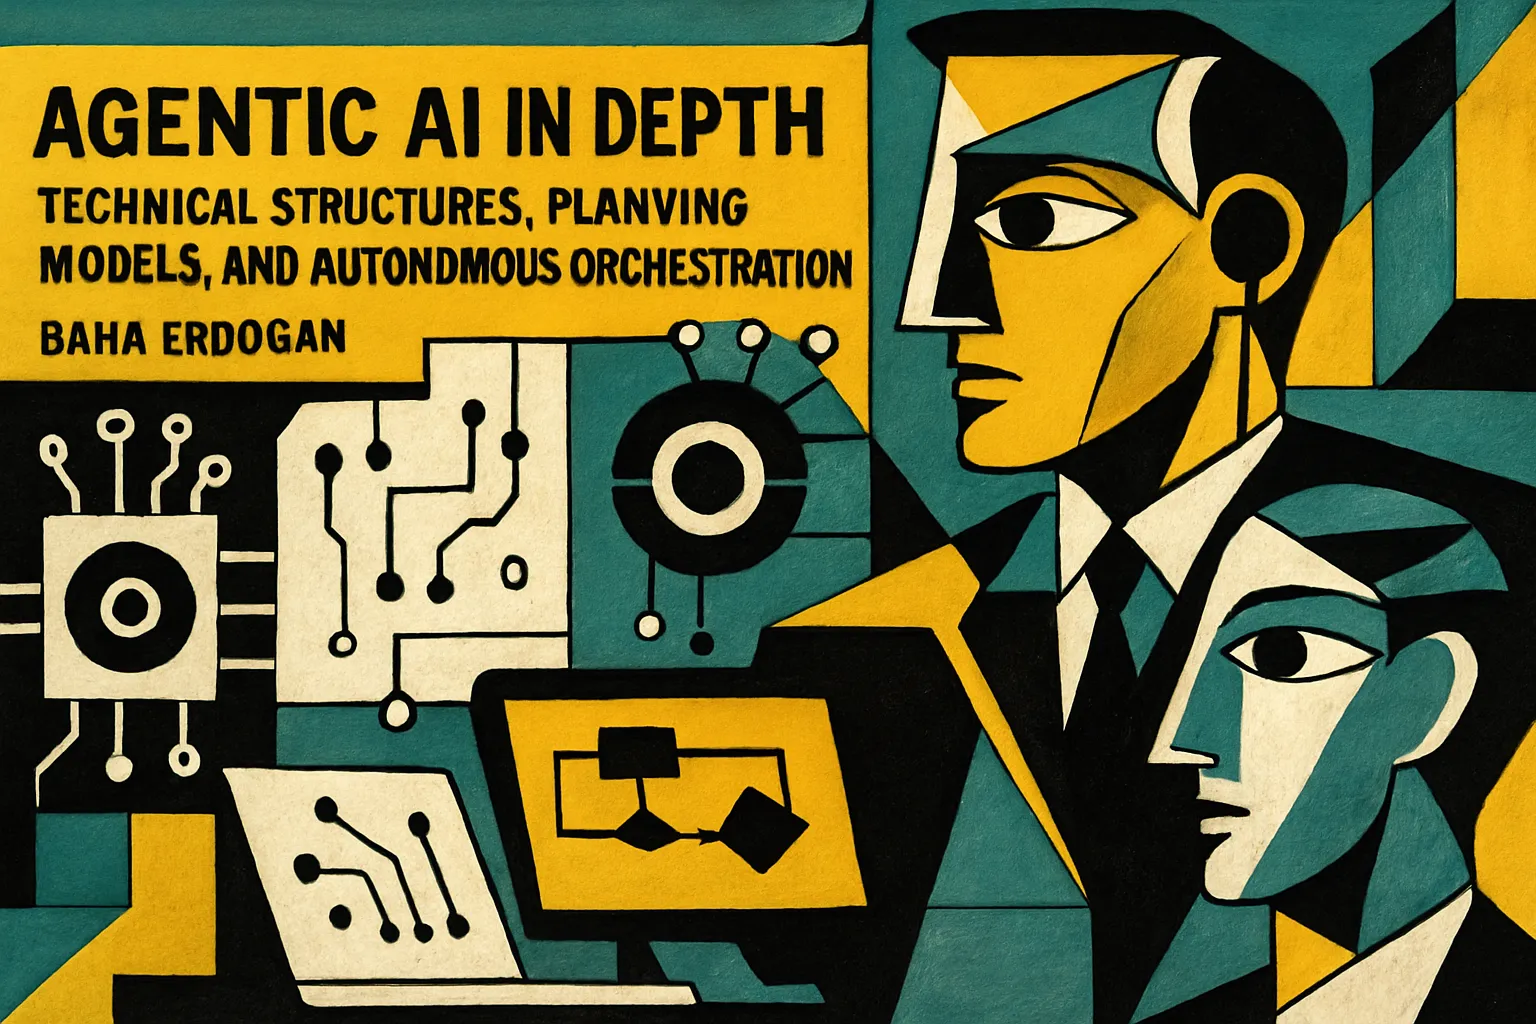 AGENTIC AI IN DEPTH
TECHNICAL STRUCTURES, PLANVING
MODELS, AND AUTONDMOUS ORCHESTRATION
BAHA ERDOGAN